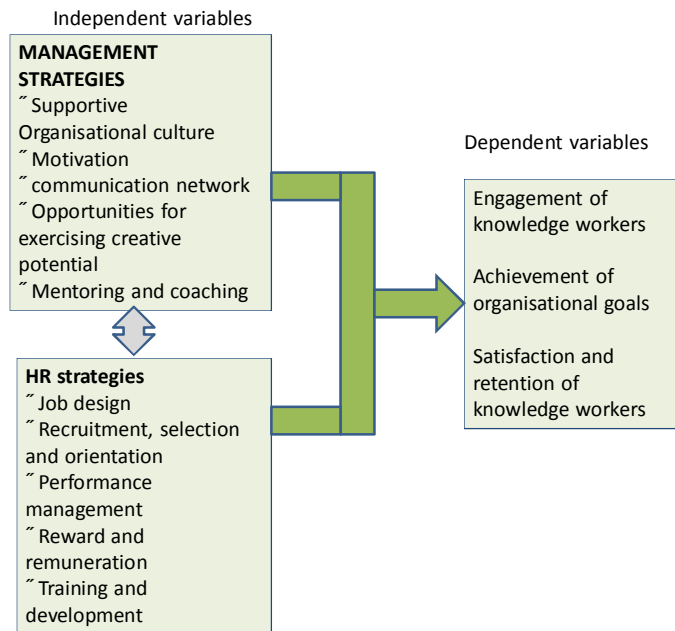 Independent variables
MANAGEMENT
STRATEGIES
˝ Supportive
Organisational culture
˝ Motivation
˝ communication network
˝ Opportunities for
exercising creative
potential
˝ Mentoring and coaching
HR strategies
˝ Job design
˝ Recruitment, selection
and orientation
˝ Performance
management
˝ Reward and
remuneration
˝ Training and
development
Dependent variables
Engagement of
knowledge workers
Achievement of
organisational goals
Satisfaction and
retention of
knowledge workers